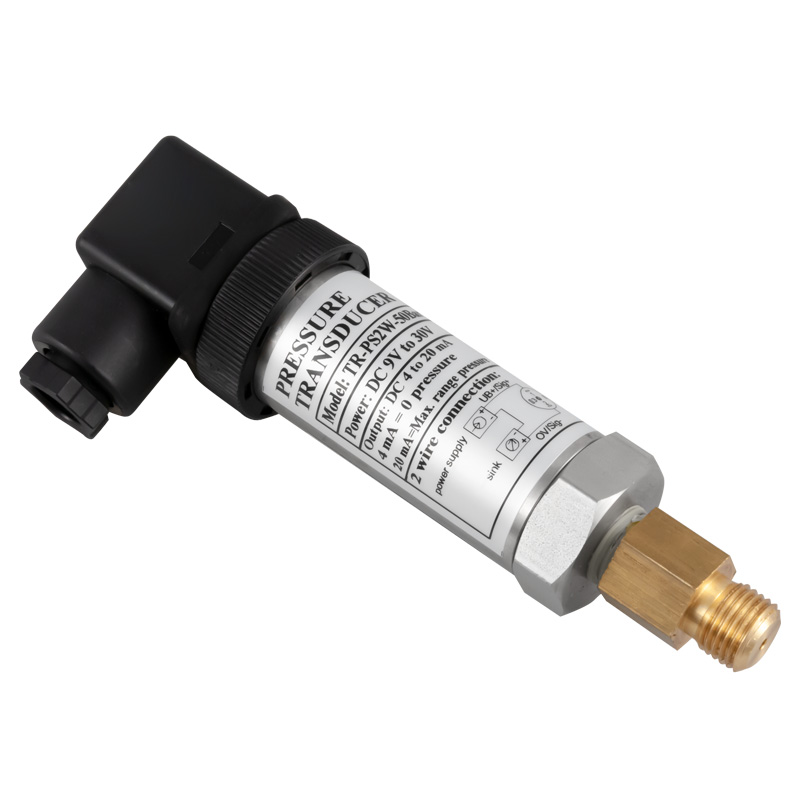 PRESSURE
TRANSDUCER
Model: TR-PS2W-50Bar
Power: DC 9V to 30V
Output: DC 4 to 20 mA
4 mA = 0 pressure
20 mA=Max. range pressure
2 wire connection:
UB+/Sig+
power supply
sink
OV/Sig-